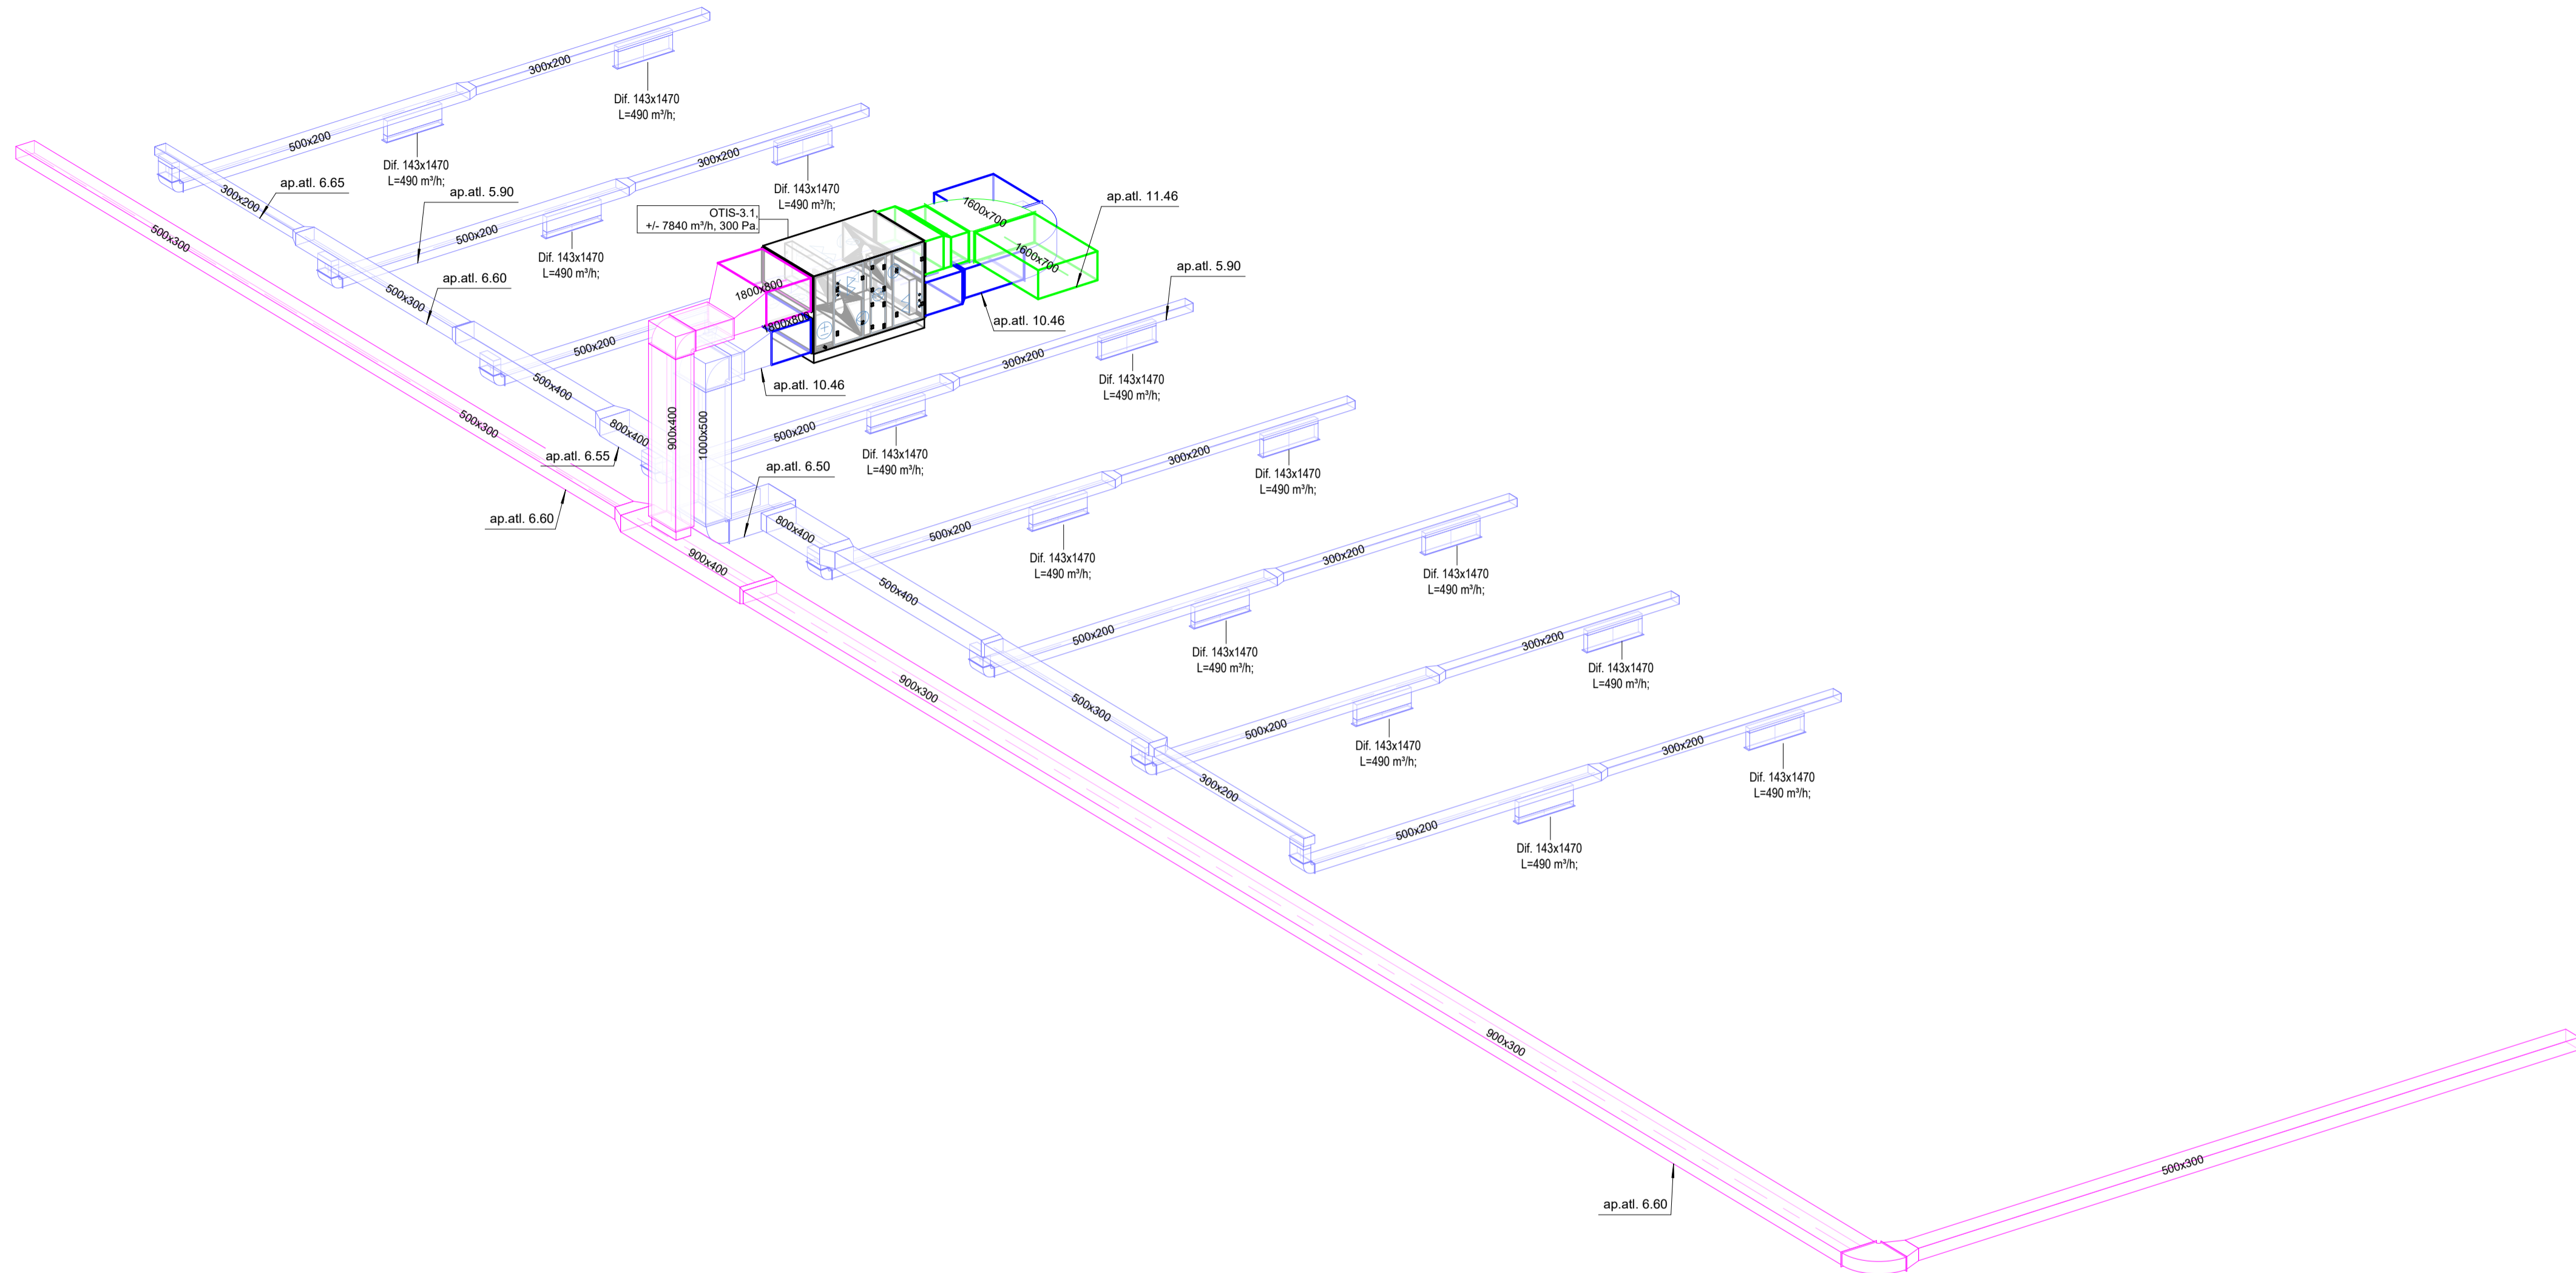 300x200
Dif. 143x1470
L=490 m³/h;
500x200
Dif. 143x1470
L=490 m³/h;
ap.atl. 6.65
300x200
500x300
300x200
Dif. 143x1470
L=490 m³/h;
ap.atl. 5.90
500x200
Dif. 143x1470
L=490 m³/h;
OTIS-3.1,
+/- 7840 m³/h, 300 Pa.
1600x700
ap.atl. 11.46
1600x700
ap.atl. 6.60
500x300
1800x800
1800x800
ap.atl. 10.46
ap.atl. 5.90
500x200
ap.atl. 10.46
300x200
Dif. 143x1470
L=490 m³/h;
500x400
500x300
800x400
900x400
1000x500
500x200
Dif. 143x1470
L=490 m³/h;
ap.atl. 6.55
ap.atl. 6.50
ap.atl. 6.60
300x200
Dif. 143x1470
L=490 m³/h;
800x400
500x200
Dif. 143x1470
L=490 m³/h;
900x400
500x400
300x200
Dif. 143x1470
L=490 m³/h;
500x200
Dif. 143x1470
L=490 m³/h;
900x300
500x300
300x200
Dif. 143x1470
L=490 m³/h;
500x200
Dif. 143x1470
L=490 m³/h;
300x200
300x200
Dif. 143x1470
L=490 m³/h;
500x200
Dif. 143x1470
L=490 m³/h;
900x300
ap.atl. 6.60
500x300